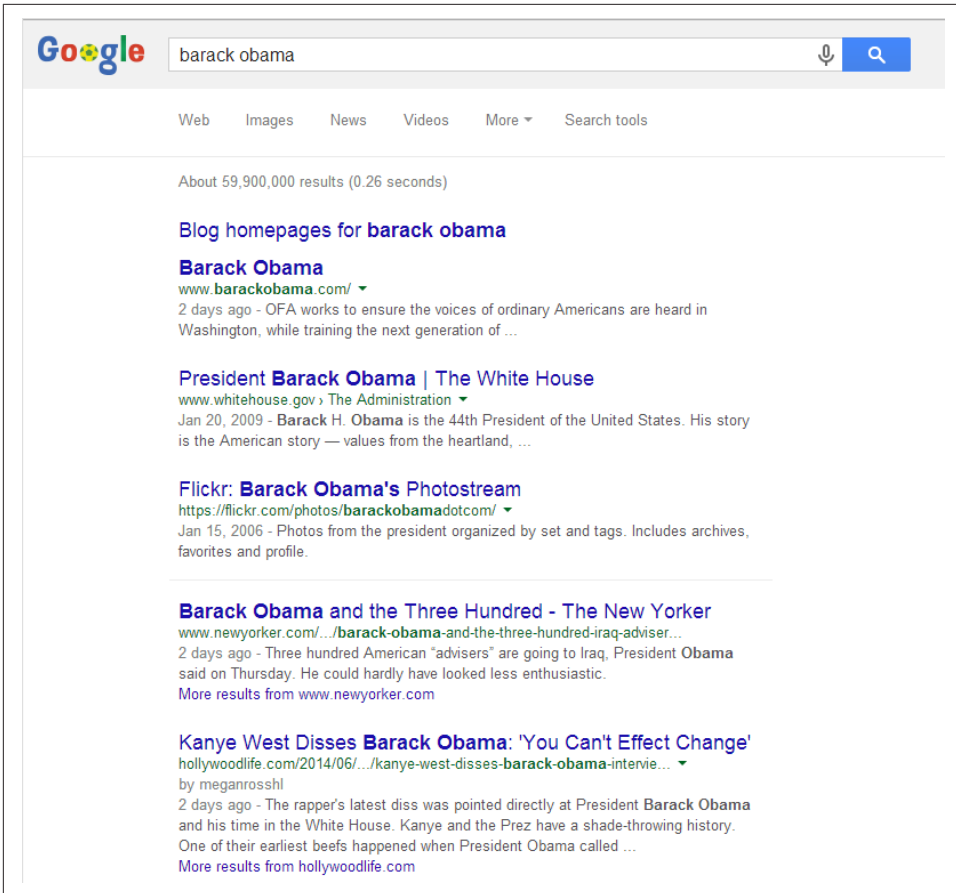 Google
barack obama
Web Images News Videos More Search tools
About 59,900,000 results (0.26 seconds)
Blog homepages for barack obama
Barack Obama
www.barackobama.com/
2 days ago - OFA works to ensure the voices of ordinary Americans are heard in
Washington, while training the next generation of ...
President Barack Obama | The White House
www.whitehouse.gov › The Administration
Jan 20, 2009 - Barack H. Obama is the 44th President of the United States. His story
is the American story — values from the heartland, ...
Flickr: Barack Obama's Photostream
https://flickr.com/photos/barackobamadotcom/
Jan 15, 2006 - Photos from the president organized by set and tags. Includes archives,
favorites and profile.
Barack Obama and the Three Hundred - The New Yorker
www.newyorker.com/.../barack-obama-and-the-three-hundred-iraq-adviser...
2 days ago - Three hundred American “advisers” are going to Iraq, President Obama
said on Thursday. He could hardly have looked less enthusiastic.
More results from www.newyorker.com
Kanye West Disses Barack Obama: 'You Can't Effect Change'
hollywoodlife.com/2014/06/.../kanye-west-disses-barack-obama-intervie...
by meganrosshl
2 days ago - The rapper's latest diss was pointed directly at President Barack Obama
and his time in the White House. Kanye and the Prez have a shade-throwing history.
One of their earliest beefs happened when President Obama called ...
More results from hollywoodlife.com